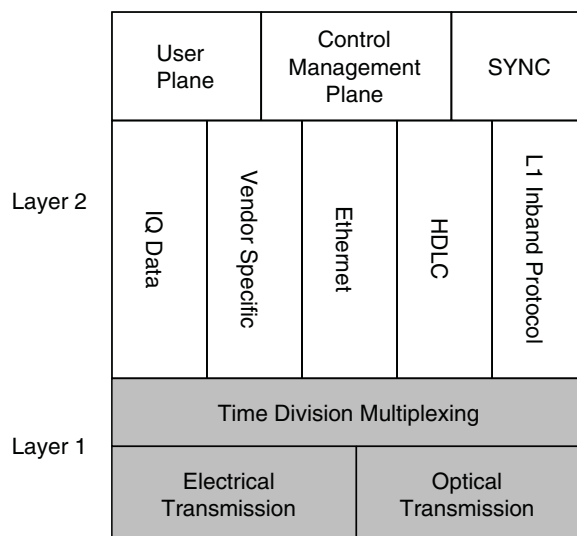 User
Plane
Control
Management
Plane
SYNC
Layer 2
IQ Data
Vendor Specific
Ethernet
HDLC
L1 Inband Protocol
Time Division Multiplexing
Layer 1
Electrical
Transmission
Optical
Transmission